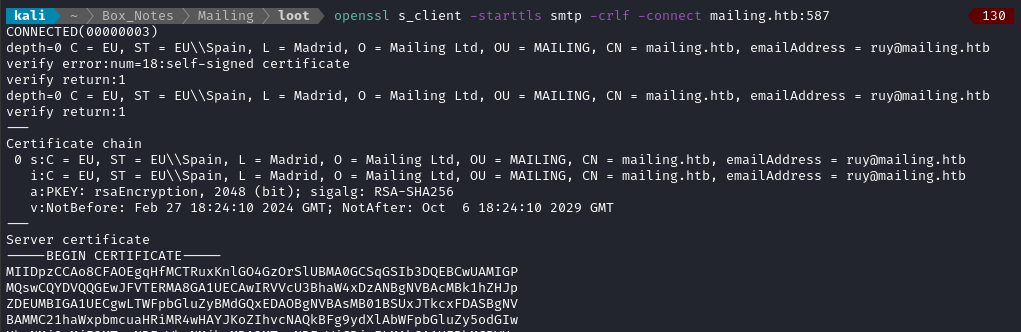 kali ~ Box_Notes Mailing loot openssl s_client -starttls smtp -crlf -connect mailing.htb:587 130
CONNECTED(00000003)
depth=0 C = EU, ST = EU\\Spain, L = Madrid, O = Mailing Ltd, OU = MAILING, CN = mailing.htb, emailAddress = ruy@mailing.htb
verify error:num=18:self-signed certificate
verify return:1
depth=0 C = EU, ST = EU\\Spain, L = Madrid, O = Mailing Ltd, OU = MAILING, CN = mailing.htb, emailAddress = ruy@mailing.htb
verify return:1
---
Certificate chain
0 s:C = EU, ST = EU\\Spain, L = Madrid, O = Mailing Ltd, OU = MAILING, CN = mailing.htb, emailAddress = ruy@mailing.htb
i:C = EU, ST = EU\\Spain, L = Madrid, O = Mailing Ltd, OU = MAILING, CN = mailing.htb, emailAddress = ruy@mailing.htb
a:PKEY: rsaEncryption, 2048 (bit); sigalg: RSA-SHA256
v:NotBefore: Feb 27 18:24:10 2024 GMT; NotAfter: Oct 6 18:24:10 2029 GMT
---
Server certificate
-----BEGIN CERTIFICATE-----
MIIDpzCCAo8CFAOEgqHfMCTRuxKnlGO4GzOrSlUBMA0GCSqGSIb3DQEBCwUAMIGP
MQswCQYDVQQGEwJFVTERMA8GA1UECAwIRVVcU3BhaW4xDzANBgNVBAcMBk1hZHJp
ZDEUMBIGA1UECgwLTWFpbGluZyBMdGQxEDAOBgNVBAsMB01BSUxJTkcxFDASBgNV
BAMMC21haWxpbmcuaHRiMR4wHAYJKoZIhvcNAQkBFg9ydXlAbWFpbGluZy5odGIw